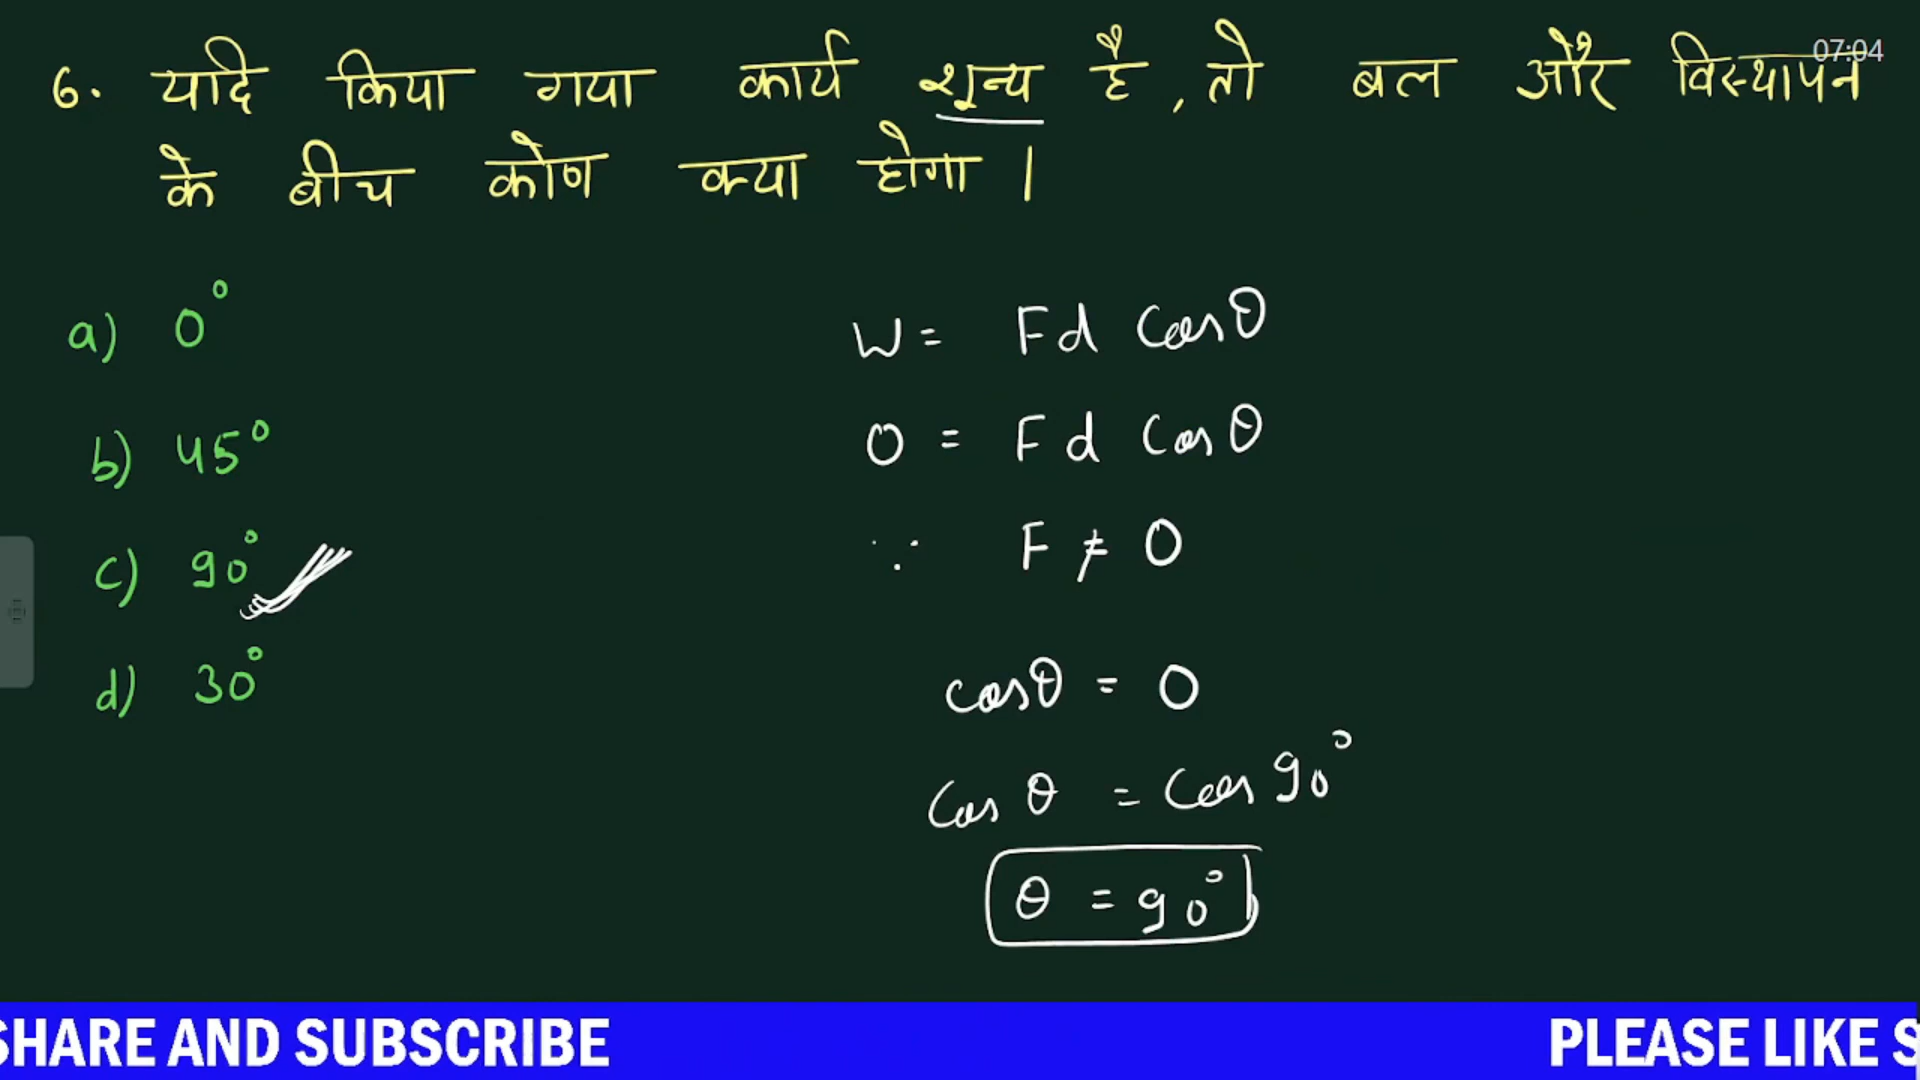 6. यदि किया गया कार्य शून्य है, तो बल और विस्थापन
07:04
के बीच कोण क्या होगा।
a) 0°
b) 45°
c) 90°
d) 30°
W = Fd Cosθ
0 = Fd Cosθ
∵ F ≠ 0
cosθ = 0
Cos θ = Cos 90°
θ = 90°
SHARE AND SUBSCRIBE
PLEASE LIKE S